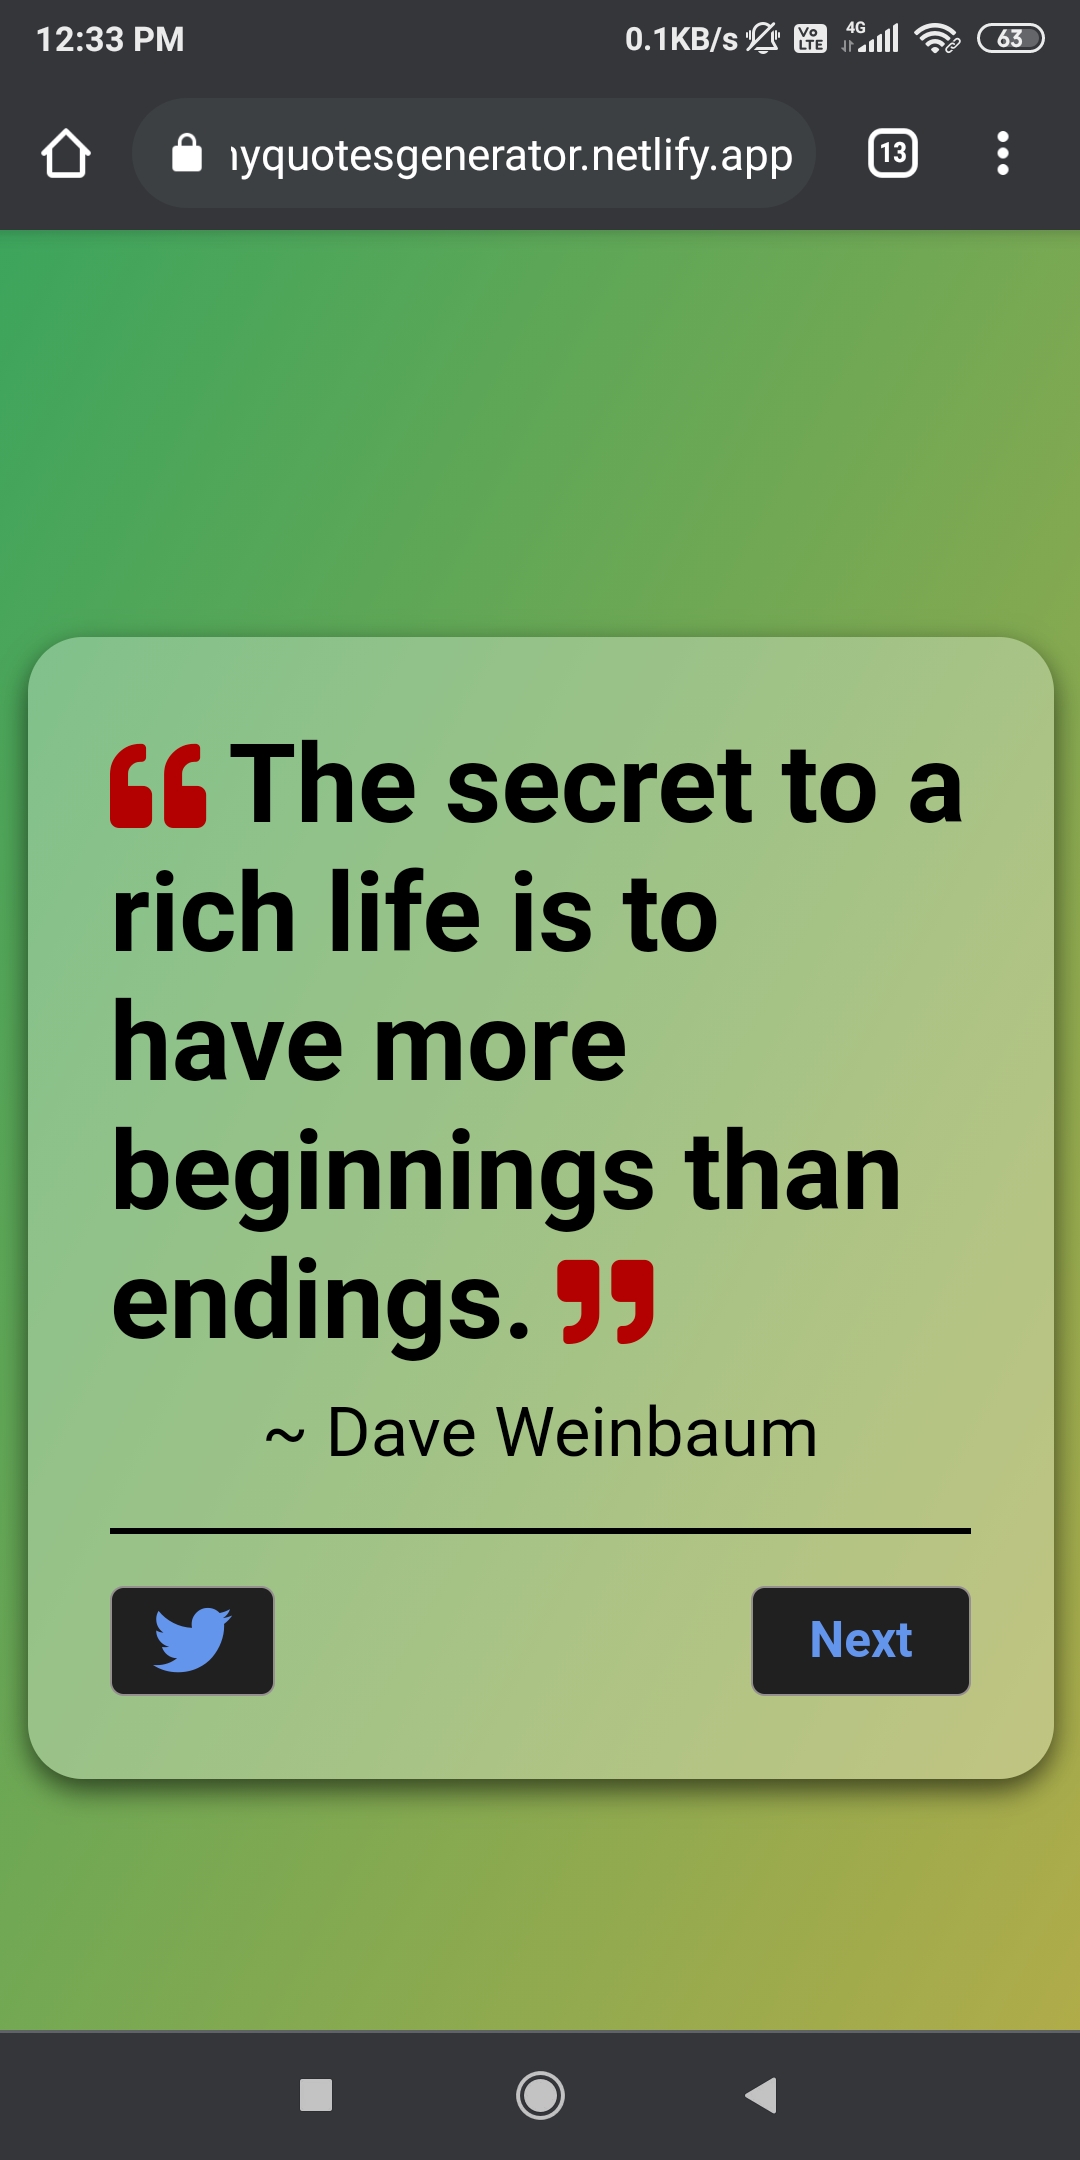 12:33 PM 0.1KB/s Vo LTE 4G 63
yquotesgenerator.netlify.app 13
“ The secret to a
rich life is to
have more
beginnings than
endings. ”
~ Dave Weinbaum
Next